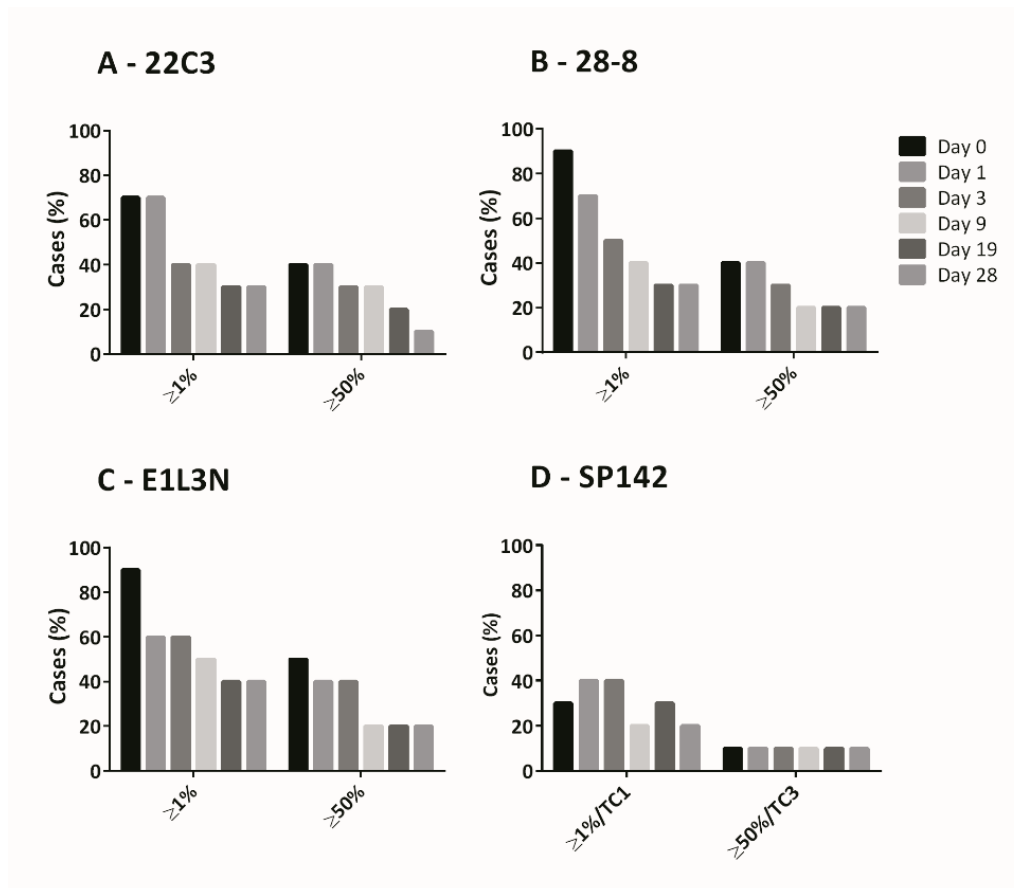 A - 22C3
100
80
60
40
20
0
Cases (%)
≥1%
≥50%
B - 28-8
100
80
60
40
20
0
Cases (%)
≥1%
≥50%
Day 0
Day 1
Day 3
Day 9
Day 19
Day 28
C - E1L3N
100
80
60
40
20
0
Cases (%)
≥1%
≥50%
D - SP142
100
80
60
40
20
0
Cases (%)
≥1%/TC1
≥50%/TC3